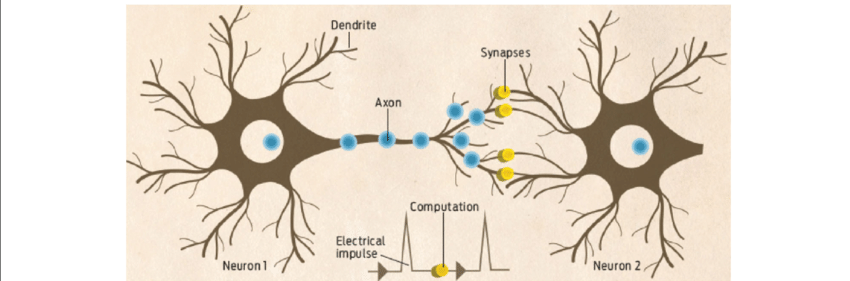 Dendrite
Synapses
Axon
Computation
Electrical
impulse
Neuron 1
Neuron 2